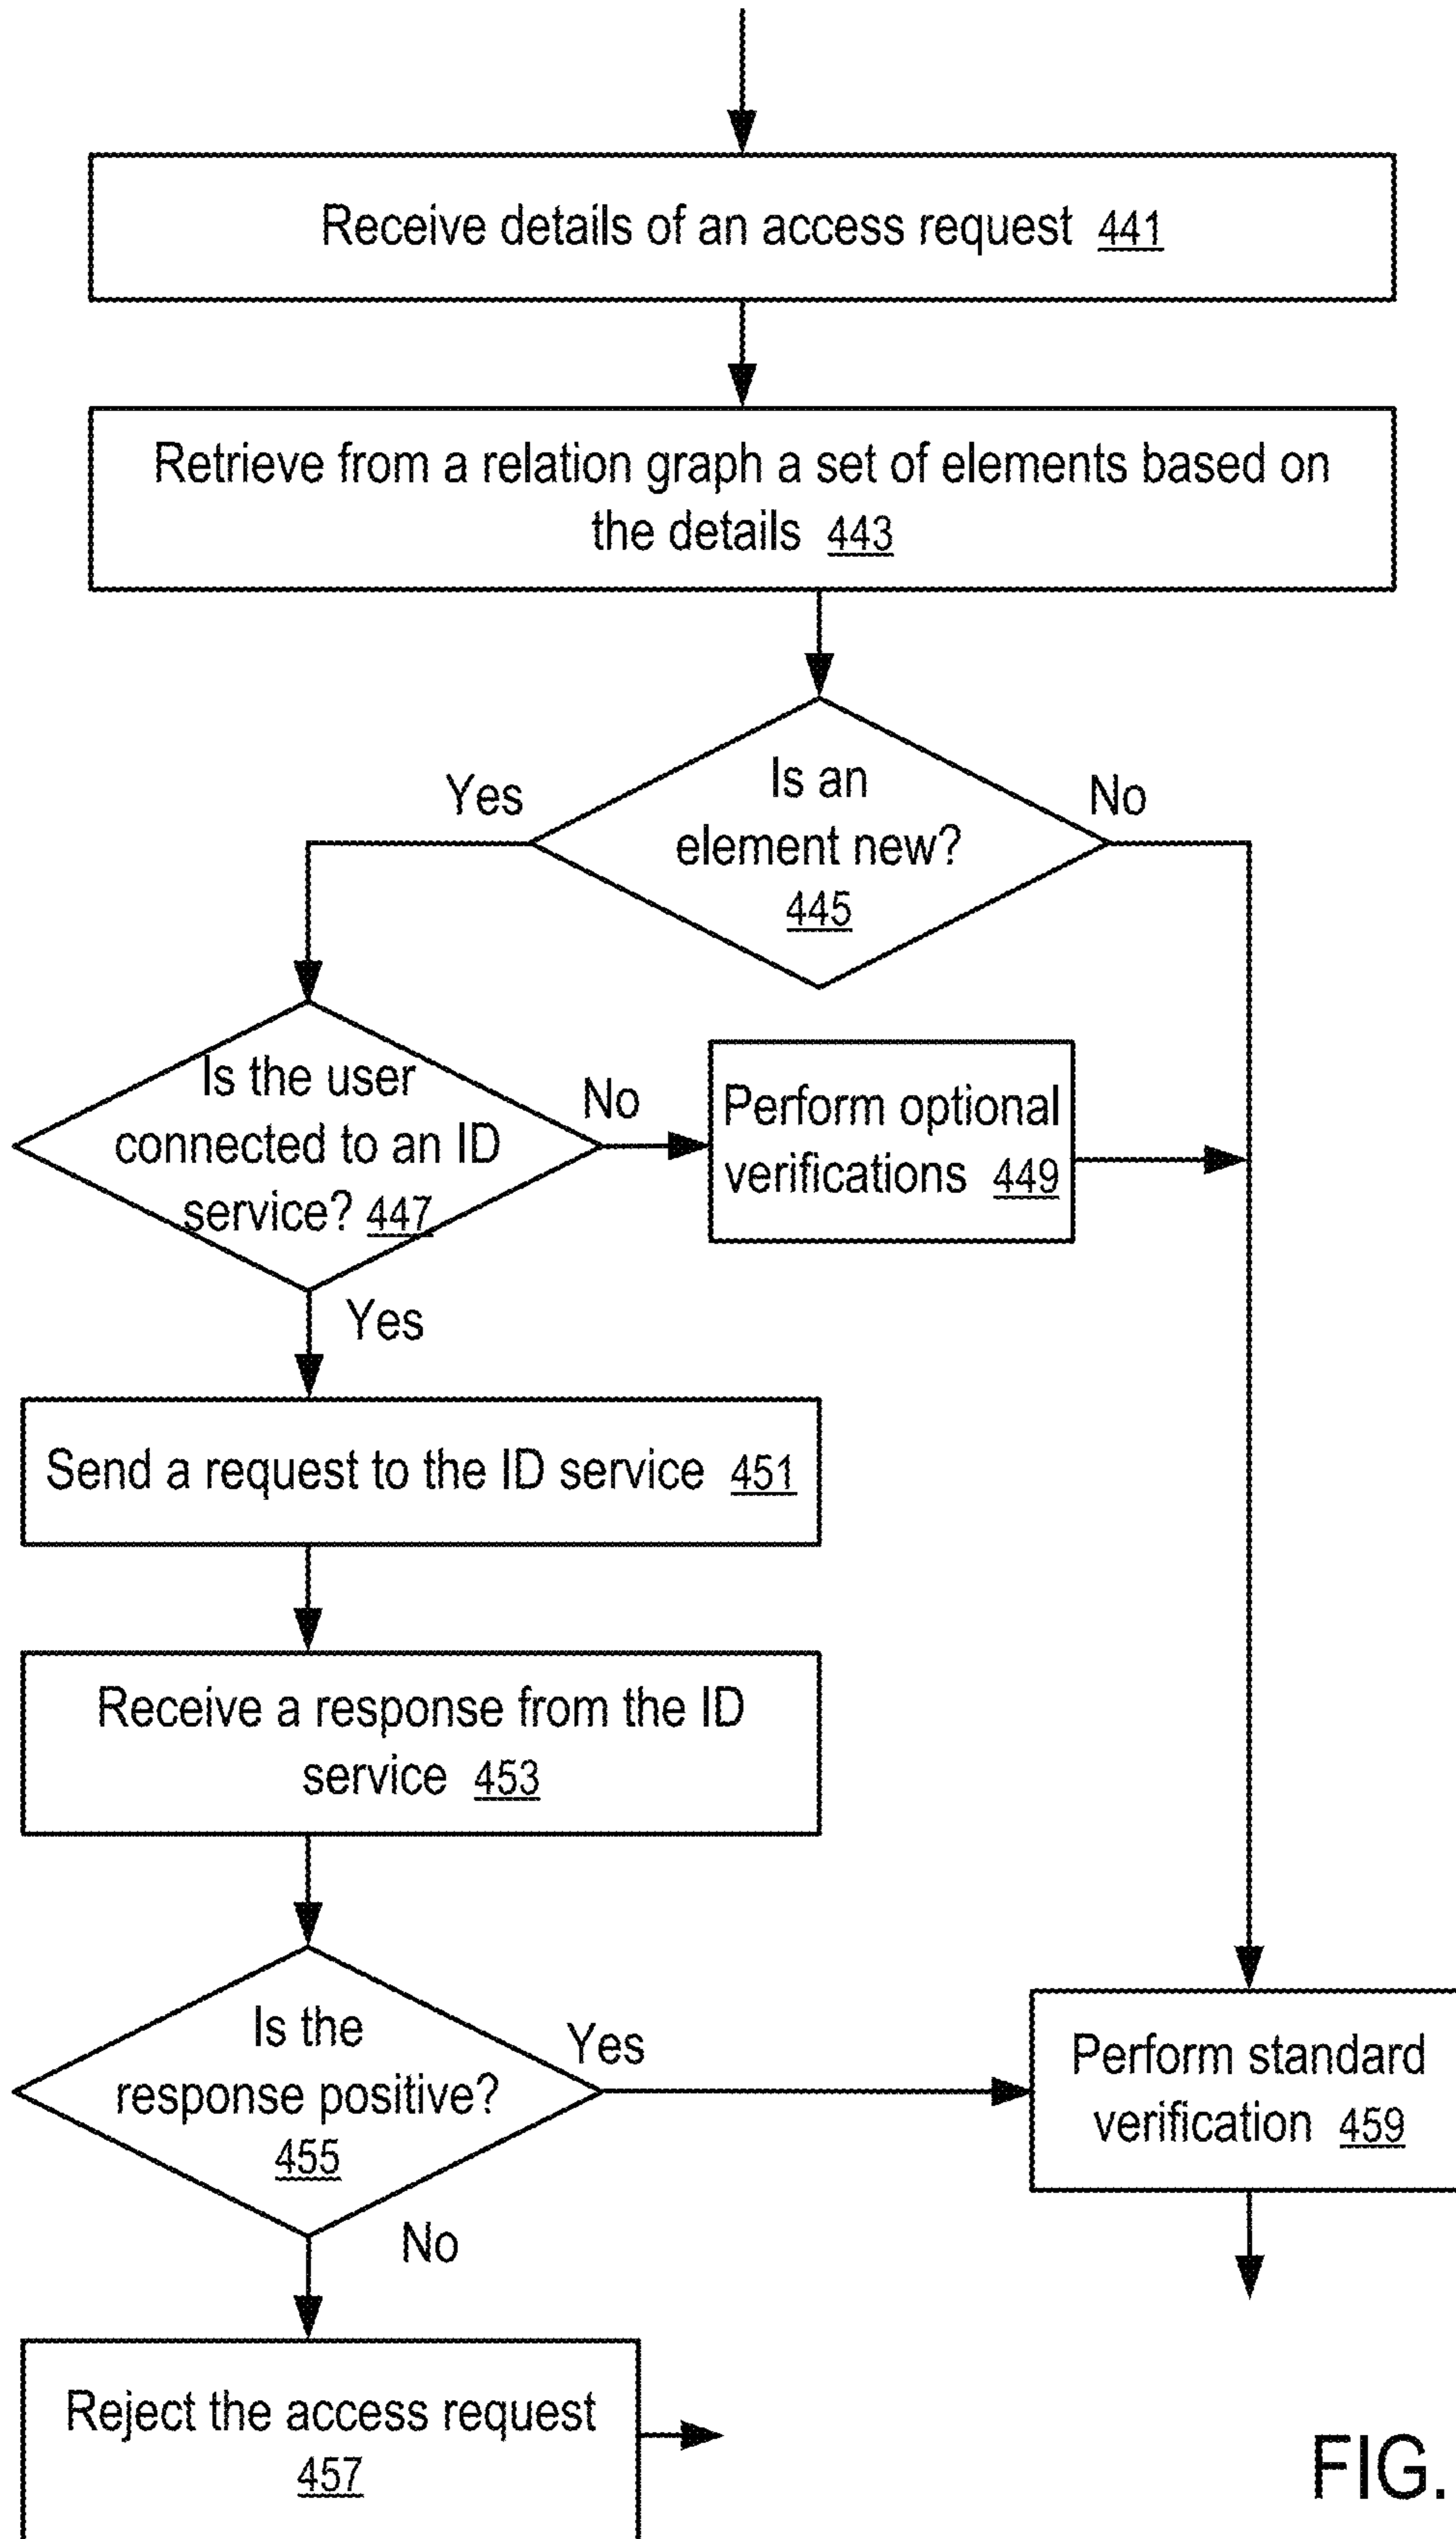 Receive details of an access request 441
Retrieve from a relation graph a set of elements based on
the details 443
Is an
element new?
445
Yes
No
Is the user
connected to an ID
service? 447
No
Perform optional
verifications 449
Yes
Send a request to the ID service 451
Receive a response from the ID
service 453
Is the
response positive?
455
Yes
Perform standard
verification 459
No
Reject the access request
457
FIG.